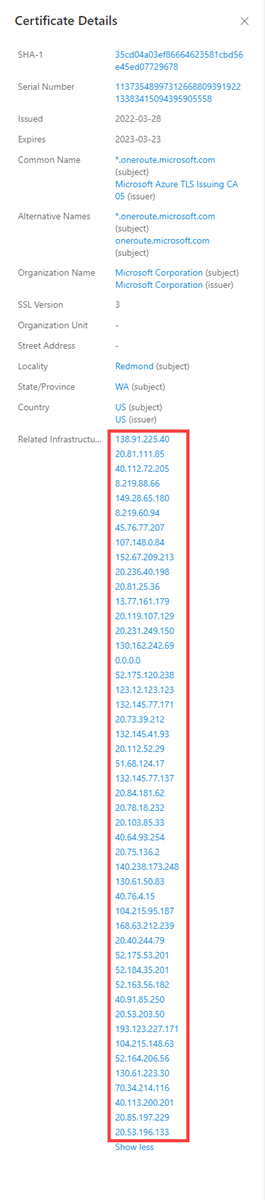 Certificate Details
SHA-1
35cd04a03ef86664623581cbd56
e45ed07729678
Serial Number
11373548997312668809391922
13383415094395905558
Issued
2022-03-28
Expires
2023-03-23
Common Name
*.oneroute.microsoft.com
(subject)
Microsoft Azure TLS Issuing CA
05 (issuer)
Alternative Names
*.oneroute.microsoft.com
(subject)
oneroute.microsoft.com
(subject)
Organization Name
Microsoft Corporation (subject)
Microsoft Corporation (issuer)
SSL Version
3
Organization Unit
-
Street Address
-
Locality
Redmond (subject)
State/Province
WA (subject)
Country
US (subject)
US (issuer)
Related Infrastructu...
138.91.225.40
20.81.111.85
40.112.72.205
8.219.88.66
149.28.65.180
8.219.60.94
45.76.77.207
107.148.0.84
152.67.209.213
20.236.40.198
20.81.25.36
13.77.161.179
20.119.107.129
20.231.249.150
130.162.242.69
0.0.0.0
52.175.120.238
123.12.123.123
132.145.77.171
20.73.39.212
132.145.41.93
20.112.52.29
51.68.124.17
132.145.77.137
20.84.181.62
20.78.18.232
20.103.85.33
40.64.93.254
20.75.136.2
140.238.173.248
130.61.50.83
40.76.4.15
104.215.95.187
168.63.212.239
20.40.244.79
52.175.53.201
52.184.35.201
52.163.56.182
40.91.85.250
20.53.203.50
193.123.227.171
104.215.148.63
52.164.206.56
130.61.223.30
70.34.214.116
40.113.200.201
20.85.197.229
20.53.196.133
Show less